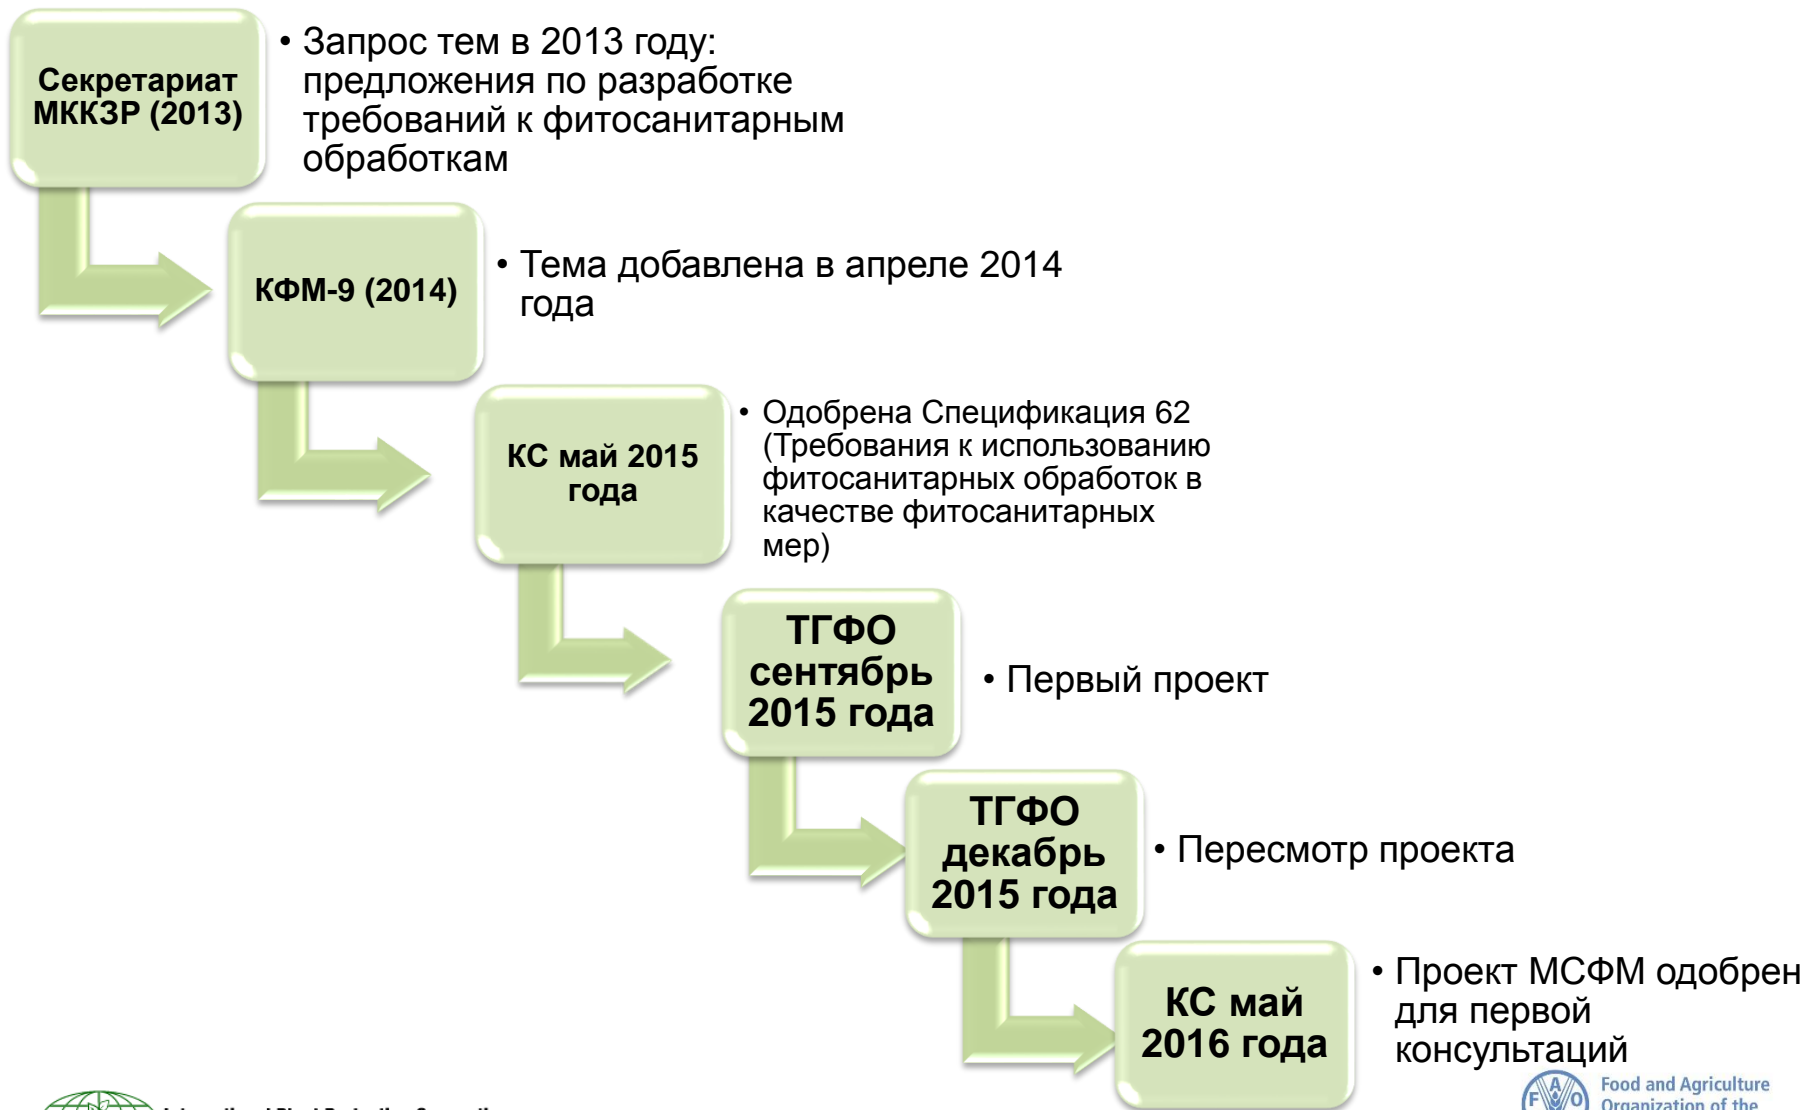 Секретариат
МККЗР (2013)
• Запрос тем в 2013 году:
предложения по разработке
требований к фитосанитарным
обработкам
КФМ-9 (2014)
• Тема добавлена в апреле 2014
года
КС май 2015
года
• Одобрена Спецификация 62
(Требования к использованию
фитосанитарных обработок в
качестве фитосанитарных
мер)
ТГФО
сентябрь
2015 года
• Первый проект
ТГФО
декабрь
2015 года
• Пересмотр проекта
КС май
2016 года
• Проект МСФМ одобрен
для первой
консультаций
Food and Agriculture
Organization of the
F A O